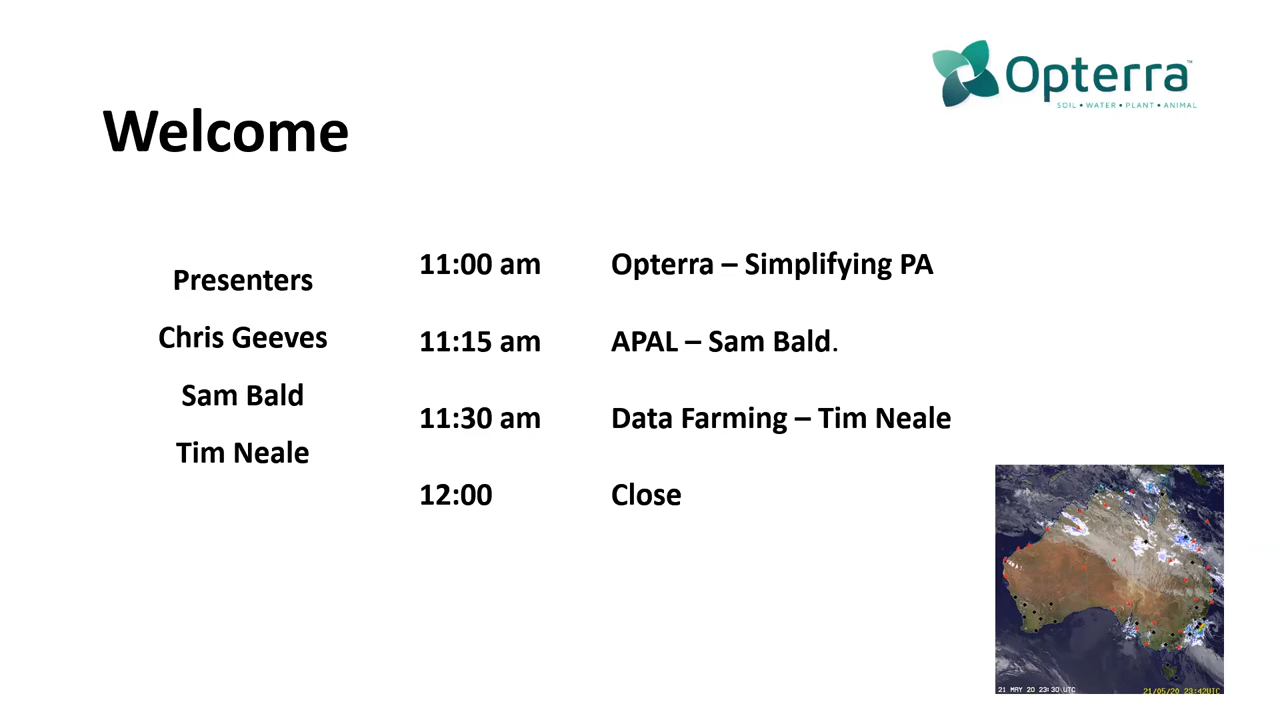 Opterra™
SOIL • WATER • PLANT • ANIMAL
Welcome
Presenters
Chris Geeves
Sam Bald
Tim Neale
11:00 am Opterra – Simplifying PA
11:15 am APAL – Sam Bald.
11:30 am Data Farming – Tim Neale
12:00 Close
21 MAY 20 23:30 UTC
21/05/20 23:42UTC